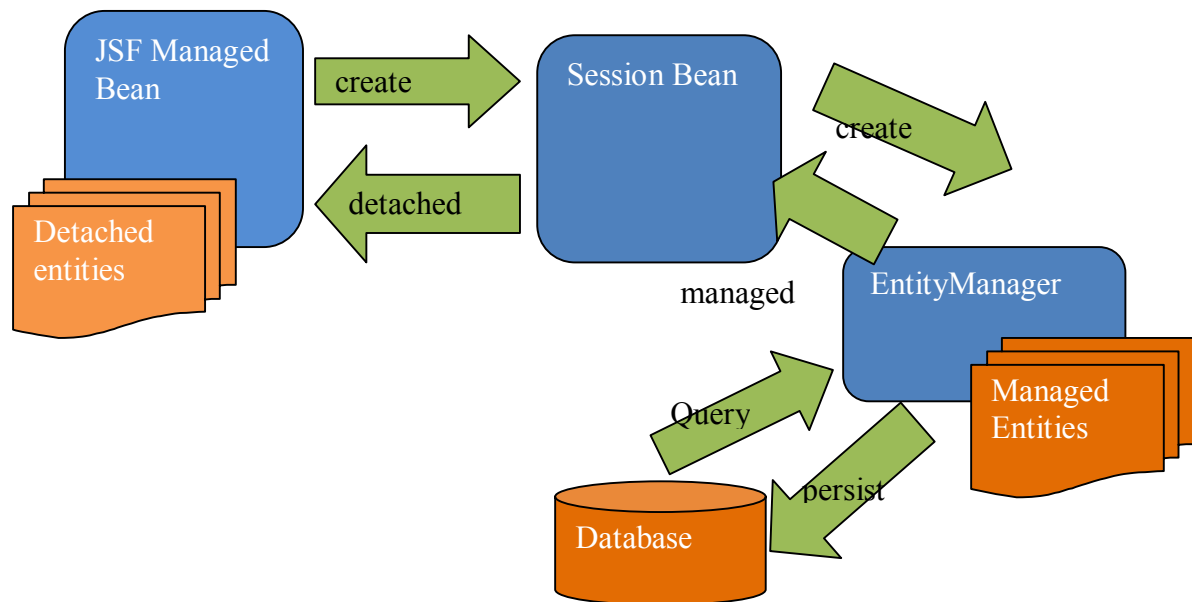 JSF Managed
Bean
create
Session Bean
create
detached
Detached
entities
managed
EntityManager
Query
Managed
Entities
persist
Database